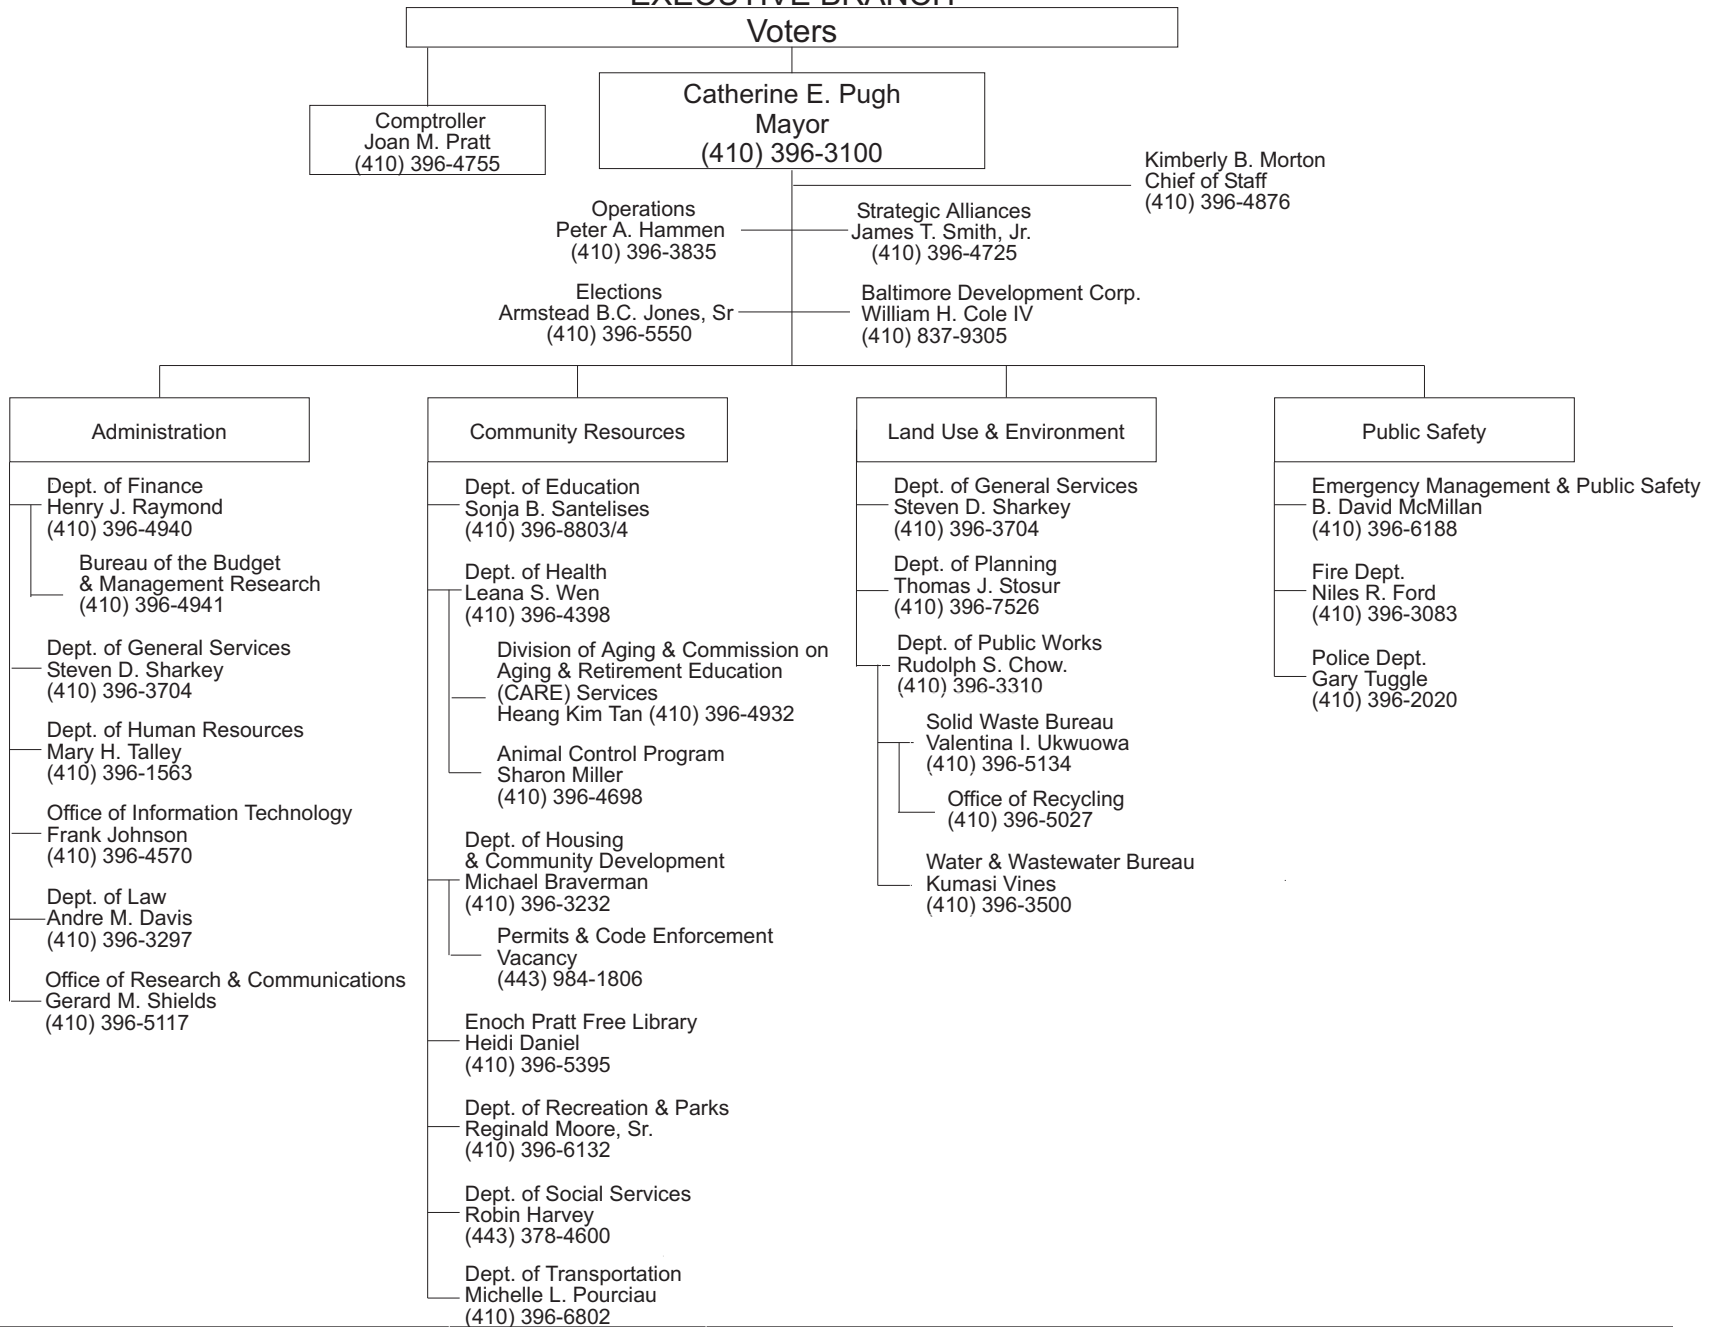 EXECUTIVE BRANCH
Voters
Catherine E. Pugh
Mayor
(410) 396-3100
Comptroller
Joan M. Pratt
(410) 396-4755
Kimberly B. Morton
Chief of Staff
(410) 396-4876
Operations
Peter A. Hammen
(410) 396-3835
Strategic Alliances
James T. Smith, Jr.
(410) 396-4725
Elections
Armstead B.C. Jones, Sr
(410) 396-5550
Baltimore Development Corp.
William H. Cole IV
(410) 837-9305
Administration
Dept. of Finance
Henry J. Raymond
(410) 396-4940
Bureau of the Budget
& Management Research
(410) 396-4941
Dept. of General Services
Steven D. Sharkey
(410) 396-3704
Dept. of Human Resources
Mary H. Talley
(410) 396-1563
Office of Information Technology
Frank Johnson
(410) 396-4570
Dept. of Law
Andre M. Davis
(410) 396-3297
Office of Research & Communications
Gerard M. Shields
(410) 396-5117
Community Resources
Dept. of Education
Sonja B. Santelises
(410) 396-8803/4
Dept. of Health
Leana S. Wen
(410) 396-4398
Division of Aging & Commission on
Aging & Retirement Education
(CARE) Services
Heang Kim Tan (410) 396-4932
Animal Control Program
Sharon Miller
(410) 396-4698
Dept. of Housing
& Community Development
Michael Braverman
(410) 396-3232
Permits & Code Enforcement
Vacancy
(443) 984-1806
Enoch Pratt Free Library
Heidi Daniel
(410) 396-5395
Dept. of Recreation & Parks
Reginald Moore, Sr.
(410) 396-6132
Dept. of Social Services
Robin Harvey
(443) 378-4600
Dept. of Transportation
Michelle L. Pourciau
(410) 396-6802
Land Use & Environment
Dept. of General Services
Steven D. Sharkey
(410) 396-3704
Dept. of Planning
Thomas J. Stosur
(410) 396-7526
Dept. of Public Works
Rudolph S. Chow.
(410) 396-3310
Solid Waste Bureau
Valentina I. Ukwuowa
(410) 396-5134
Office of Recycling
(410) 396-5027
Water & Wastewater Bureau
Kumasi Vines
(410) 396-3500
Public Safety
Emergency Management & Public Safety
B. David McMillan
(410) 396-6188
Fire Dept.
Niles R. Ford
(410) 396-3083
Police Dept.
Gary Tuggle
(410) 396-2020